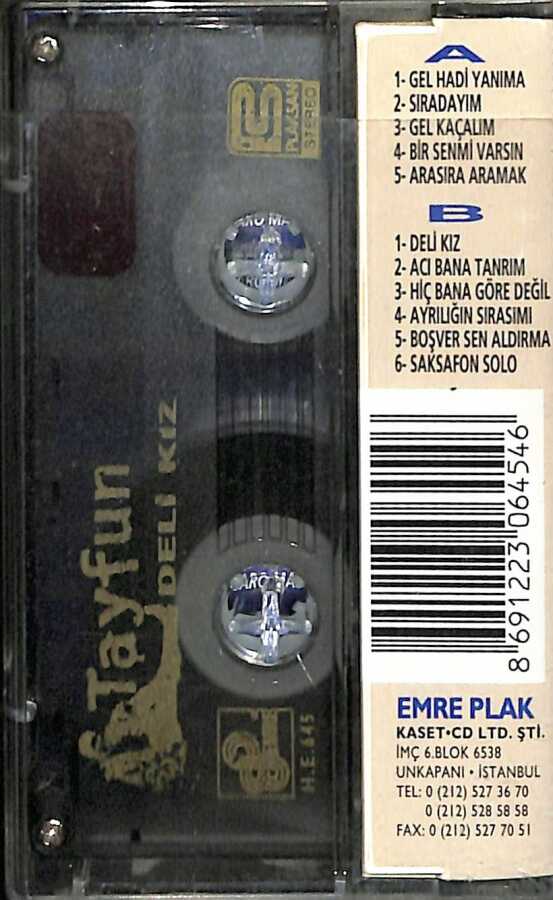 Tayfun
DELİ KIZ
PLAKSAN
STEREO
H.E.645
A
1- GEL HADİ YANIMA
2- SIRADAYIM
3- GEL KAÇALIM
4- BİR SENMİ VARSIN
5- ARASIRA ARAMAK
B
1- DELİ KIZ
2- ACI BANA TANRIM
3- HİÇ BANA GÖRE DEĞİL
4- AYRILIĞIN SIRASIMI
5- BOŞVER SEN ALDIRMA
6- SAKSAFON SOLO
8 691223 064546
EMRE PLAK
KASET•CD LTD. ŞTİ.
İMÇ 6.BLOK 6538
UNKAPANI • İSTANBUL
TEL: 0 (212) 527 36 70
0 (212) 528 58 58
FAX: 0 (212) 527 70 51